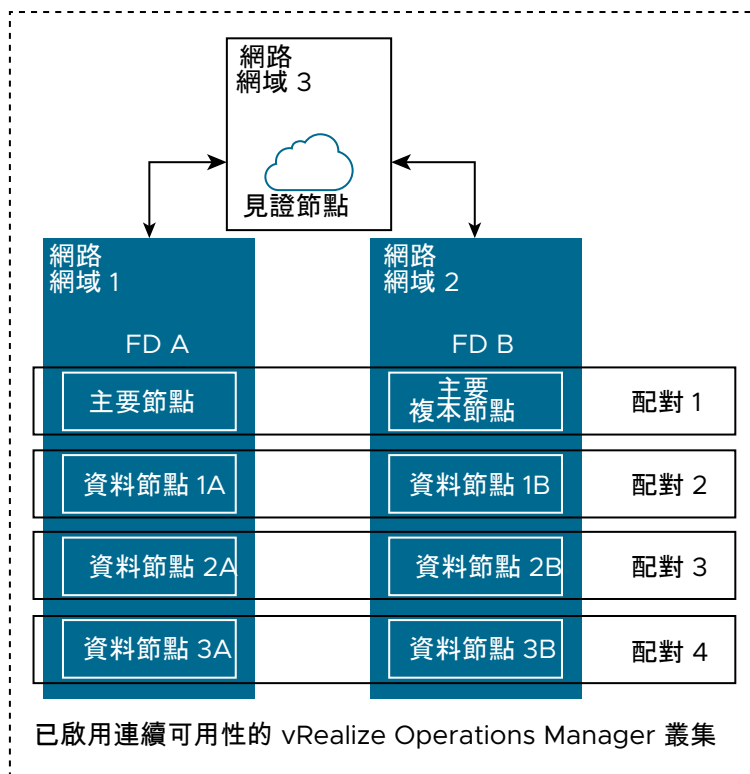 網路
網域 3
見證節點
網路
網域 1
網路
網域 2
FD A
FD B
主要節點
主要
複本節點
配對 1
資料節點 1A
資料節點 1B
配對 2
資料節點 2A
資料節點 2B
配對 3
資料節點 3A
資料節點 3B
配對 4
已啟用連續可用性的 vRealize Operations Manager 叢集